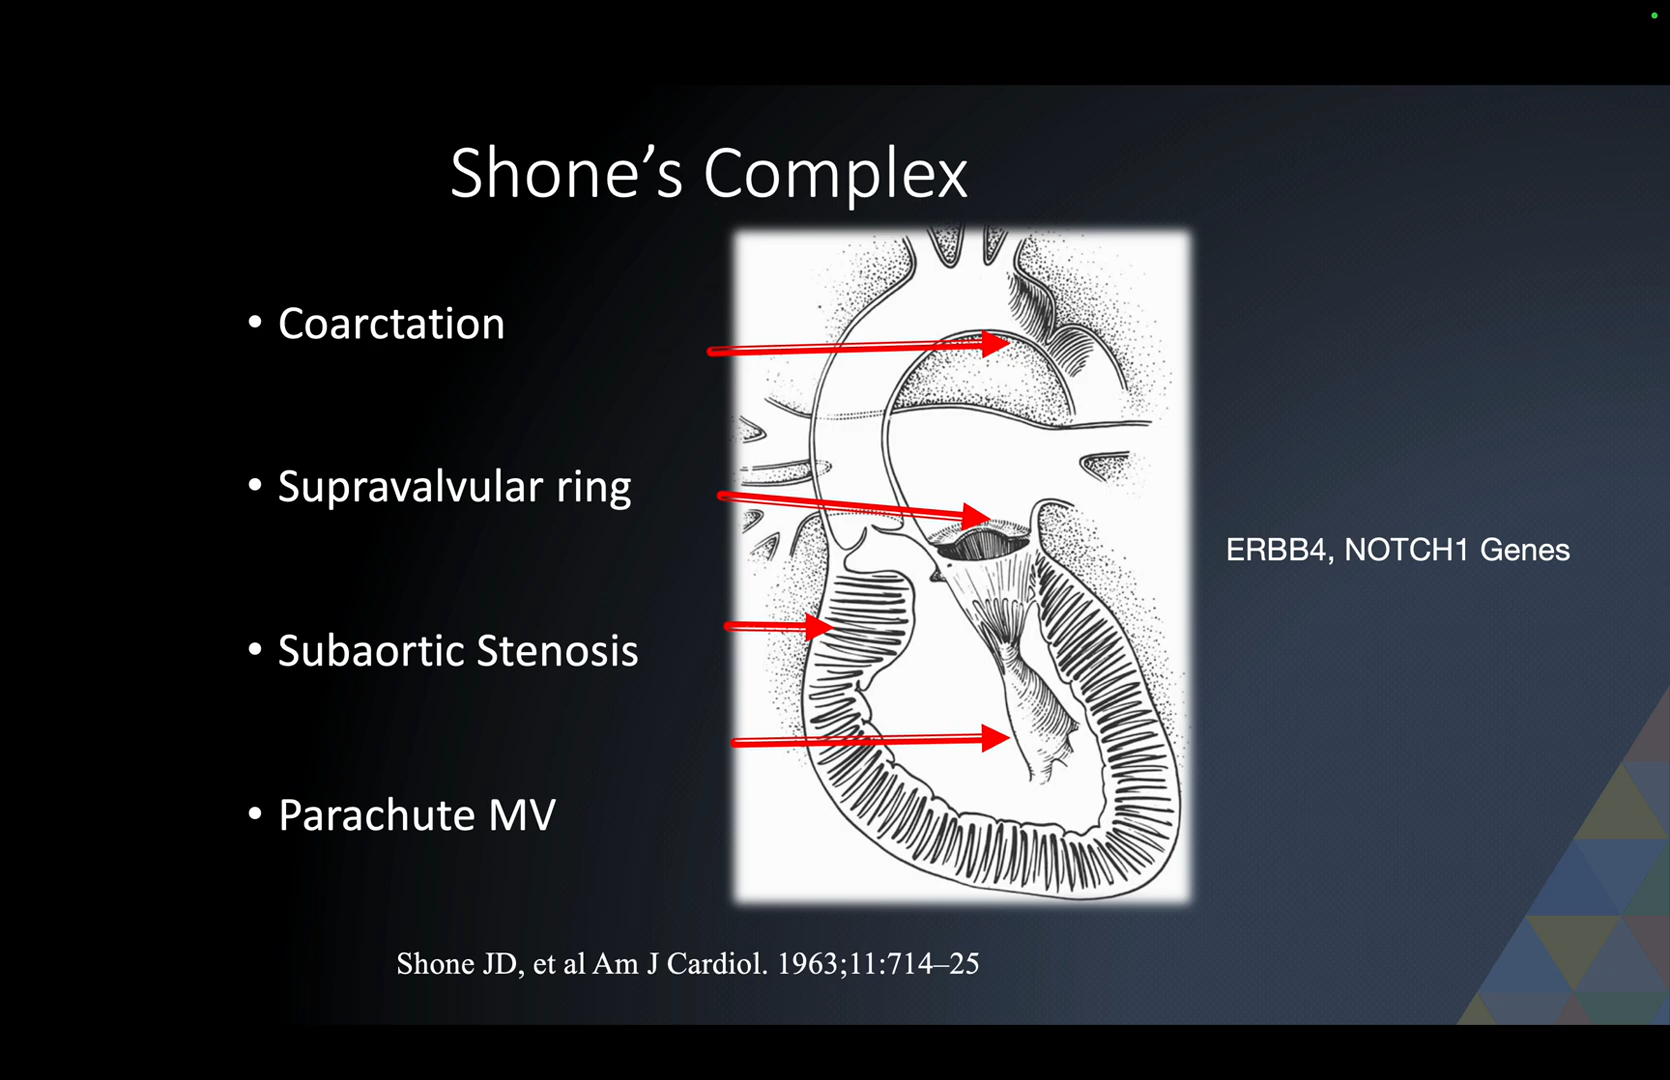 Shone's Complex
• Coarctation
• Supravalvular ring
• Subaortic Stenosis
• Parachute MV
ERBB4, NOTCH1 Genes
Shone JD, et al Am J Cardiol. 1963;11:714–25